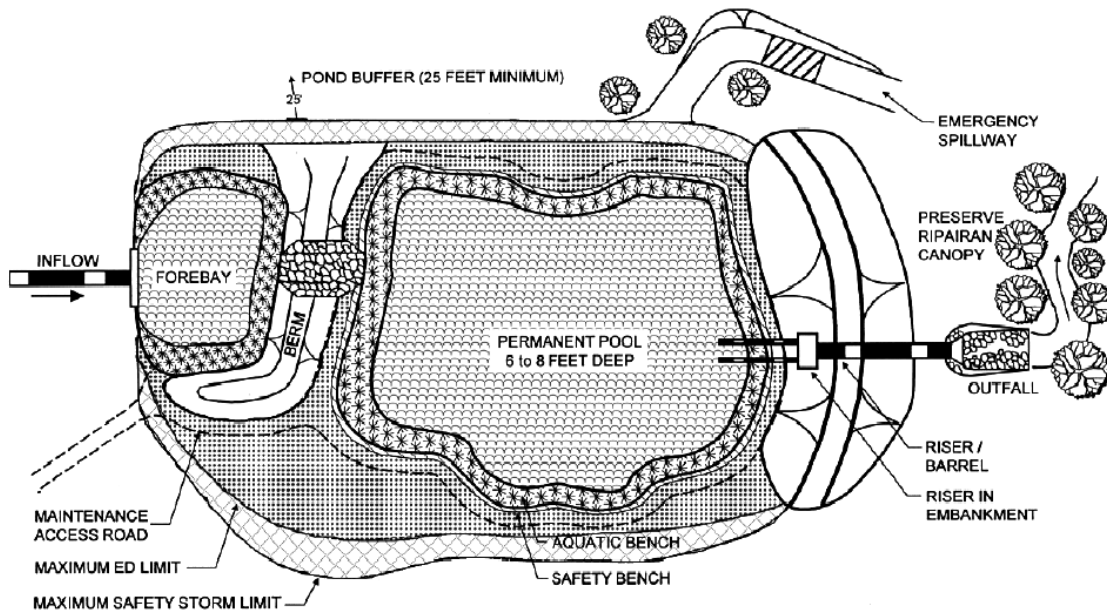 POND BUFFER (25 FEET MINIMUM)
25'
EMERGENCY
SPILLWAY
PRESERVE
RIPAIRAN
CANOPY
INFLOW
FOREBAY
BERM
PERMANENT POOL
6 to 8 FEET DEEP
OUTFALL
RISER /
BARREL
RISER IN
EMBANKMENT
MAINTENANCE
ACCESS ROAD
AQUATIC BENCH
MAXIMUM ED LIMIT
SAFETY BENCH
MAXIMUM SAFETY STORM LIMIT